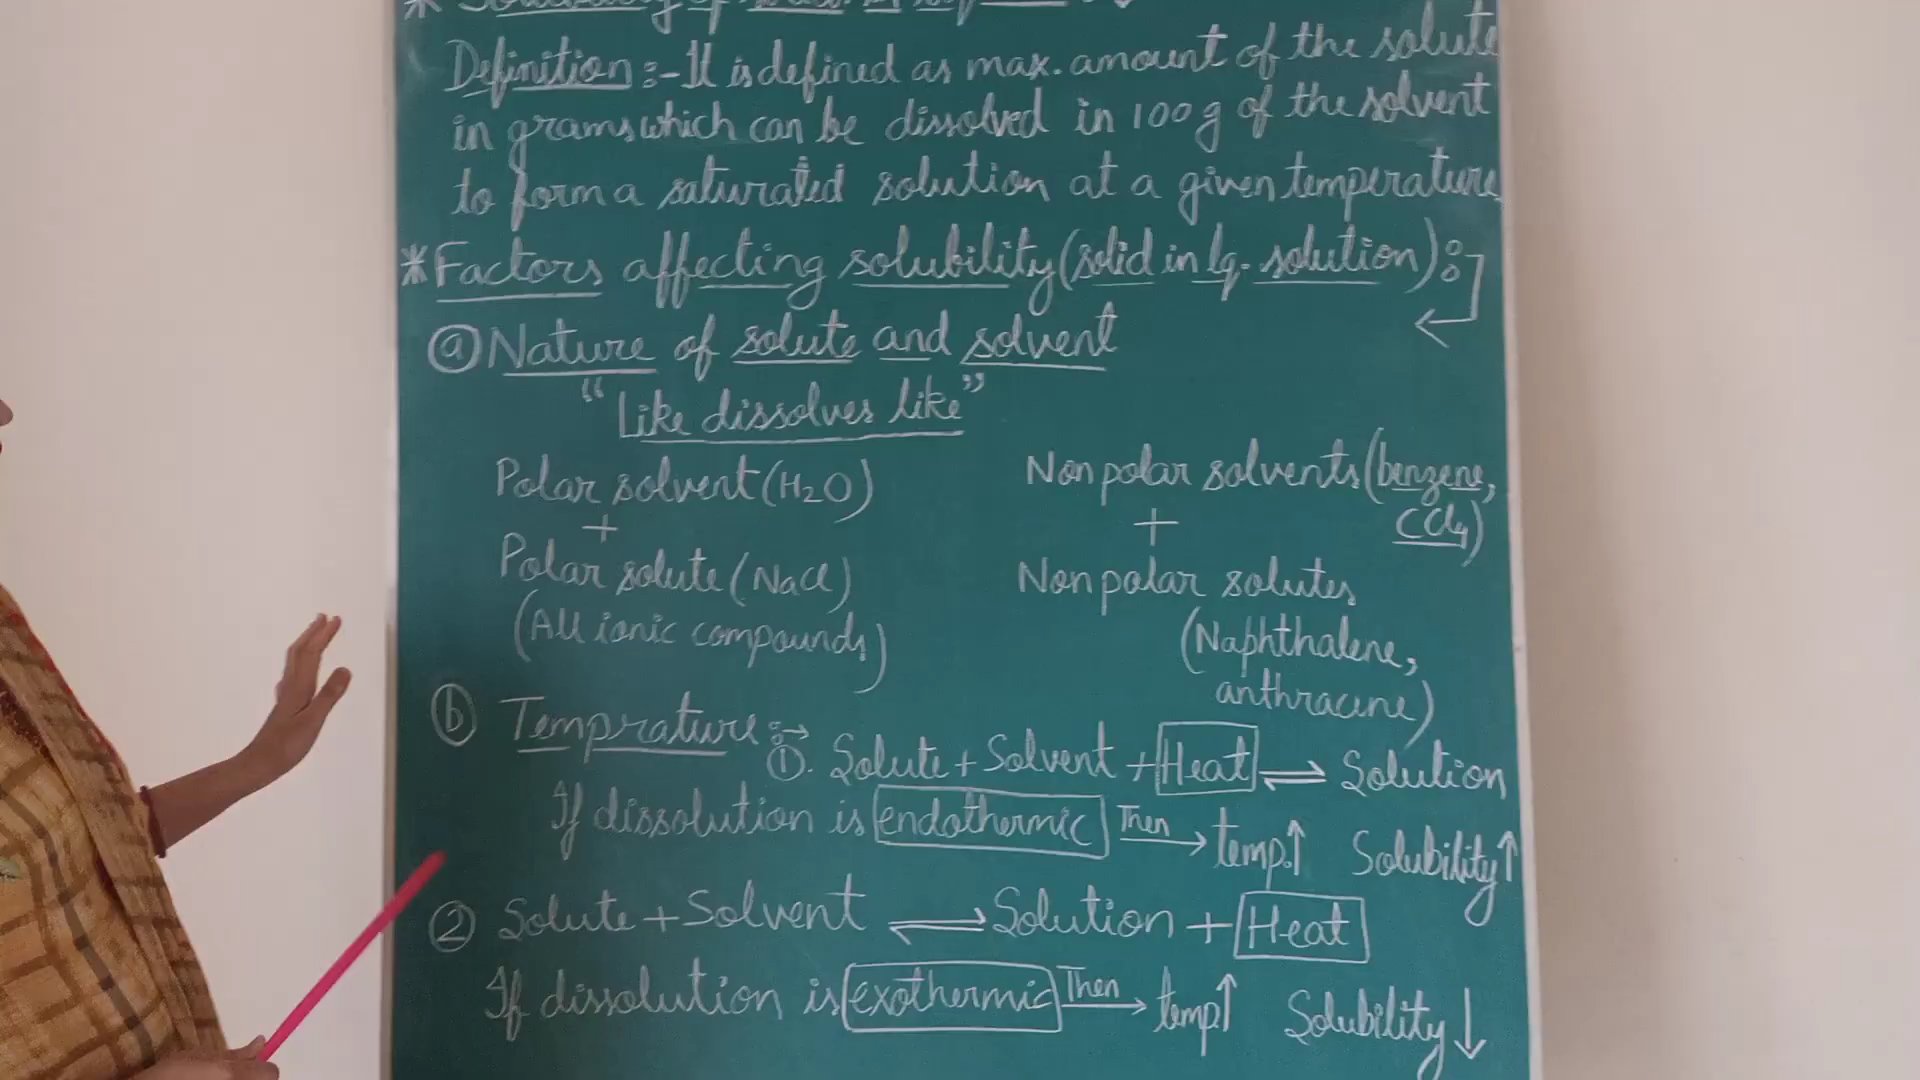 * Solubility of
Definition :- It is defined as max. amount of the solute
in grams which can be dissolved in 100g of the solvent
to form a saturated solution at a given temperature
* Factors affecting solubility (solid in lq. solution) :
ⓐ Nature of solute and solvent
"Like dissolves like"
Polar solvent (H2O)
+
Polar solute (NaCl)
(All ionic compounds)
Non polar solvents (benzene,
CCl4)
+
Non polar solutes
(Naphthalene,
anthracene)
ⓑ Temprature :→
①. Solute + Solvent + Heat ⇌ Solution
If dissolution is endothermic Then → temp.↑ Solubility↑
② Solute + Solvent ⇌ Solution + Heat
If dissolution is exothermic Then → temp↑ Solubility↓